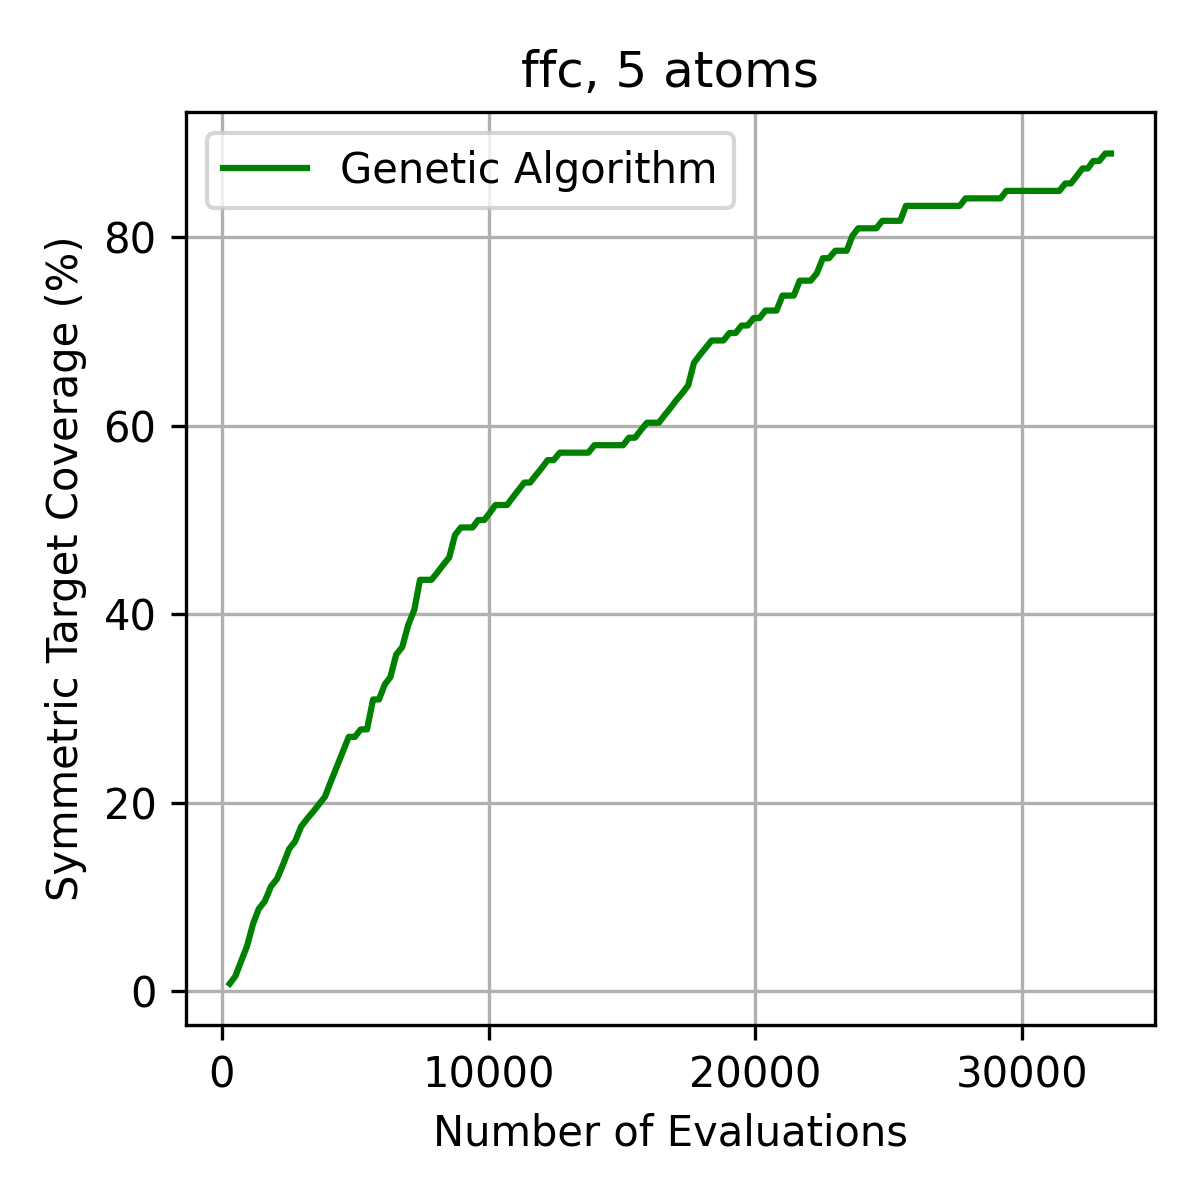 ffc, 5 atoms
Genetic Algorithm
Symmetric Target Coverage (%)
80
60
40
20
0
0 10000 20000 30000
Number of Evaluations